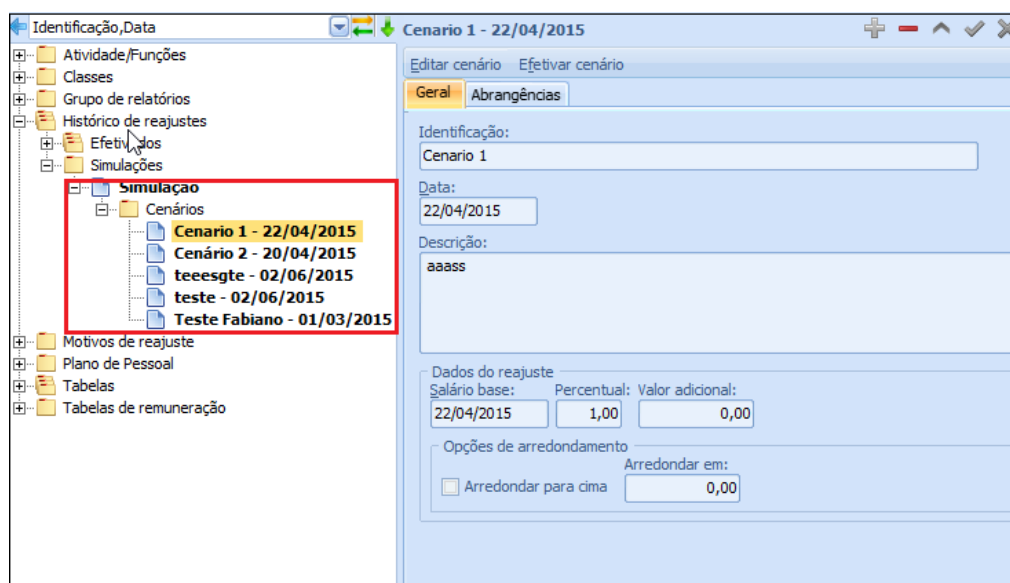 Identificação,Data
Atividade/Funções
Classes
Grupo de relatórios
Histórico de reajustes
Simulações
Simulação
Cenários
Cenario 1 - 22/04/2015
Cenário 2 - 20/04/2015
teeesgte - 02/06/2015
teste - 02/06/2015
Teste Fabiano - 01/03/2015
Motivos de reajuste
Plano de Pessoal
Tabelas
Tabelas de remuneração
Cenario 1 - 22/04/2015
Editar cenário Efetivar cenário
Geral Abrangências
Identificação:
Cenario 1
Data:
22/04/2015
Descrição:
aaass
Dados do reajuste
Salário base: Percentual: Valor adicional:
22/04/2015 1,00 0,00
Opções de arredondamento
Arredondar em:
Arredondar para cima 0,00